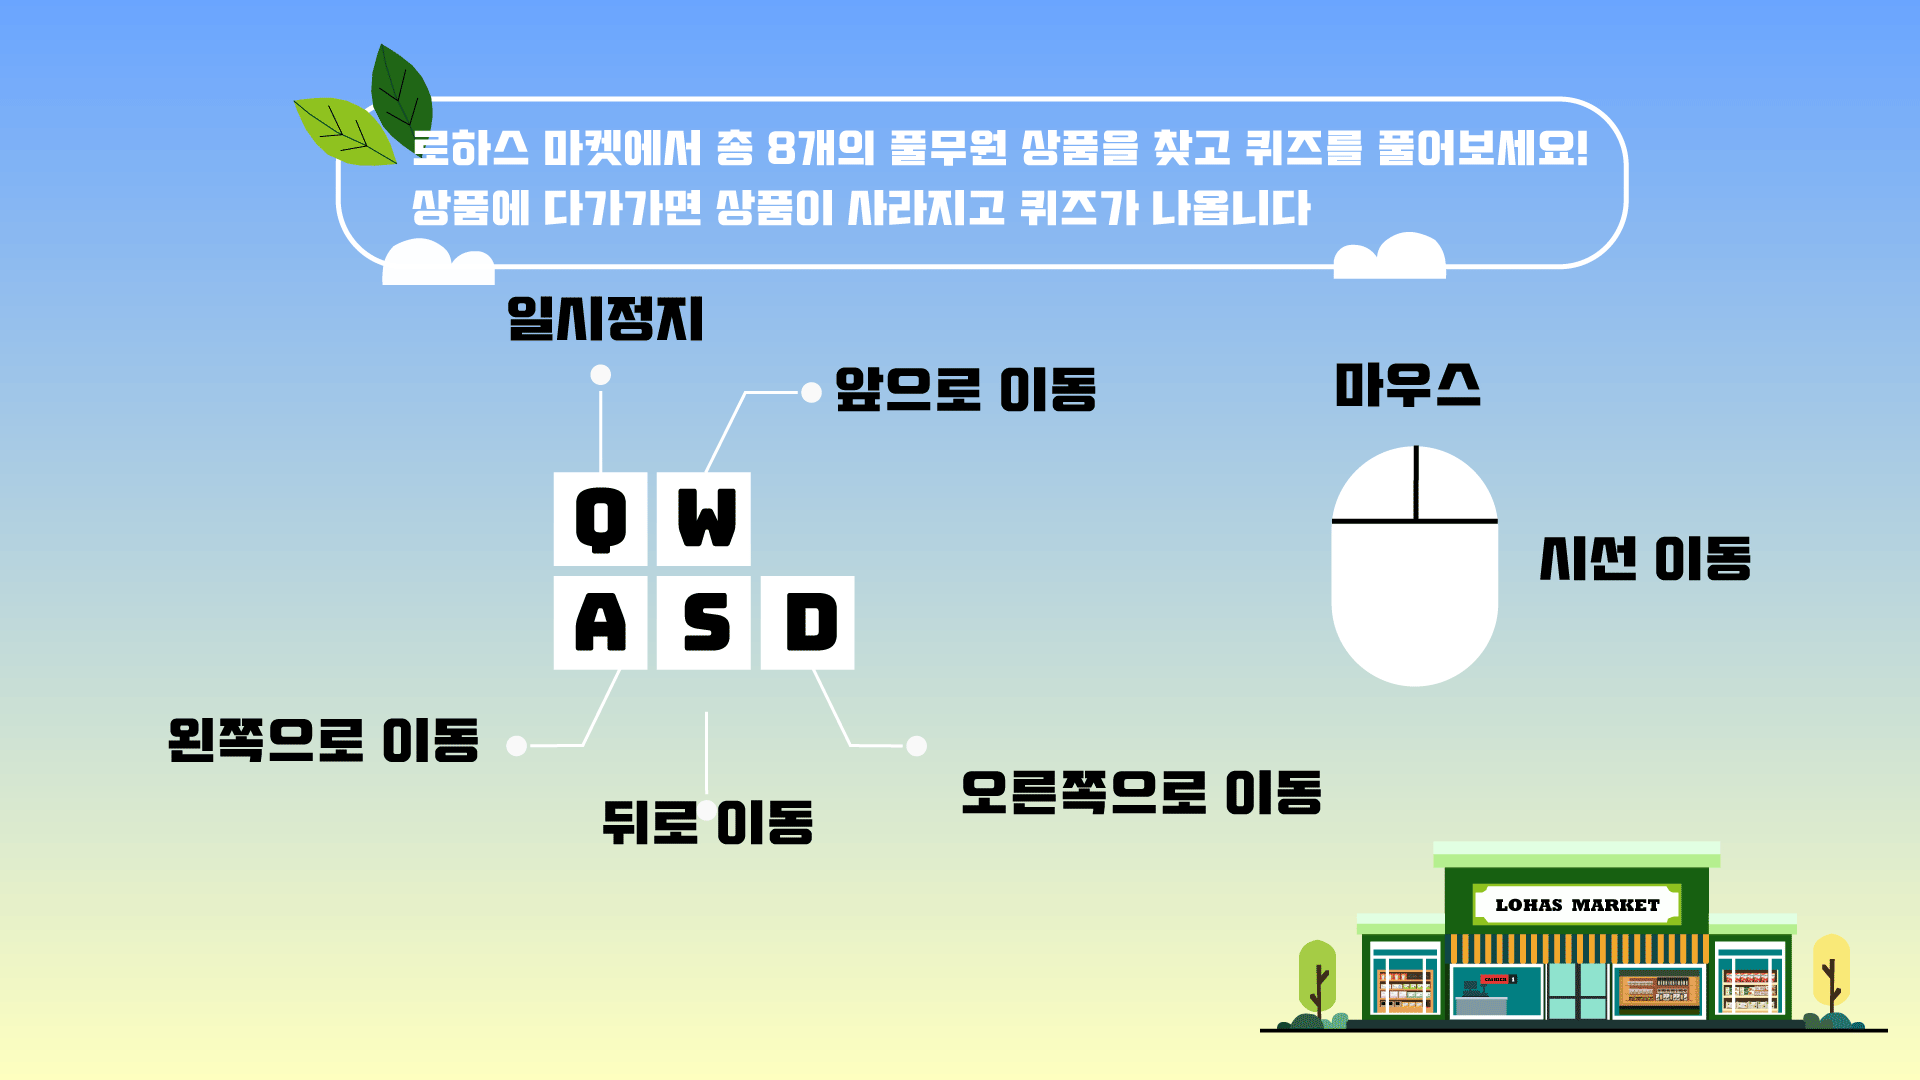 로하스 마켓에서 총 8개의 풀무원 상품을 찾고 퀴즈를 풀어보세요!
상품에 다가가면 상품이 사라지고 퀴즈가 나옵니다
일시정지
앞으로 이동
마우스
Q W
시선 이동
A S D
왼쪽으로 이동
뒤로 이동
오른쪽으로 이동
LOHAS MARKET